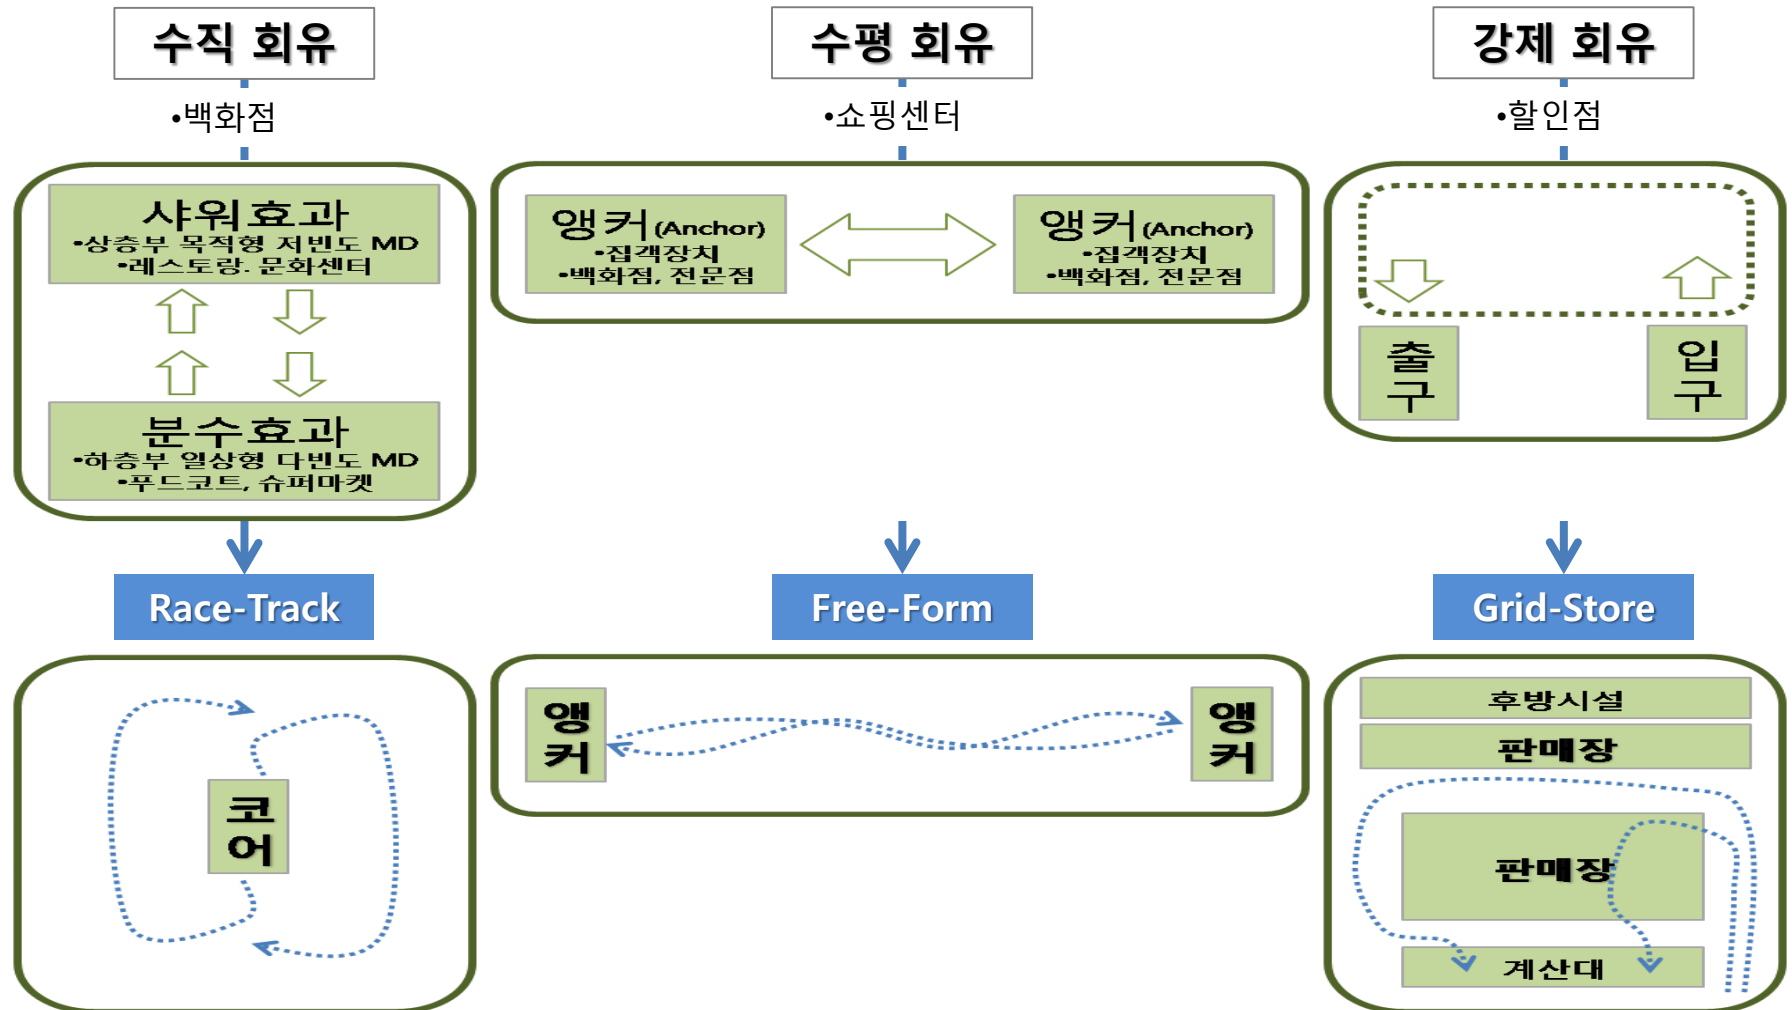 수직 회유
•백화점
샤워효과
•상층부 목적형 저빈도 MD
•레스토랑. 문화센터
분수효과
•하층부 일상형 다빈도 MD
•푸드코트, 슈퍼마켓
Race-Track
코
어
수평 회유
•쇼핑센터
앵커(Anchor)
•집객장치
•백화점, 전문점
앵커(Anchor)
•집객장치
•백화점, 전문점
Free-Form
앵
커
앵
커
강제 회유
•할인점
출
구
입
구
Grid-Store
후방시설
판매장
판매장
계산대